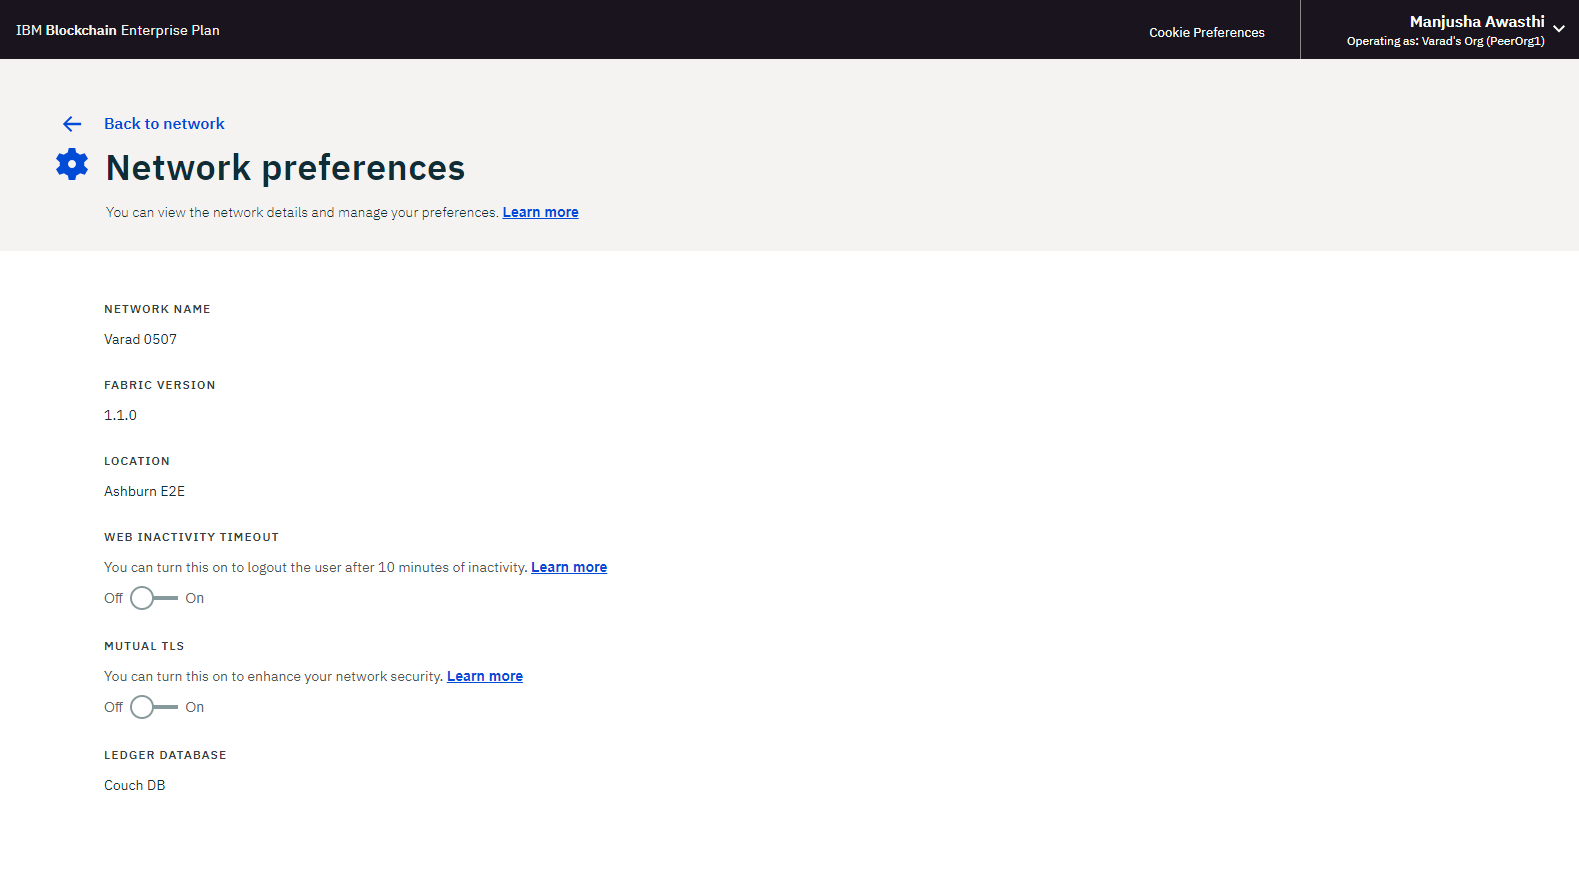 IBM Blockchain Enterprise Plan
Cookie Preferences
Manjusha Awasthi
Operating as: Varad's Org (PeerOrg1)
Back to network
Network preferences
You can view the network details and manage your preferences. Learn more
NETWORK NAME
Varad 0507
FABRIC VERSION
1.1.0
LOCATION
Ashburn E2E
WEB INACTIVITY TIMEOUT
You can turn this on to logout the user after 10 minutes of inactivity. Learn more
Off On
MUTUAL TLS
You can turn this on to enhance your network security. Learn more
Off On
LEDGER DATABASE
Couch DB